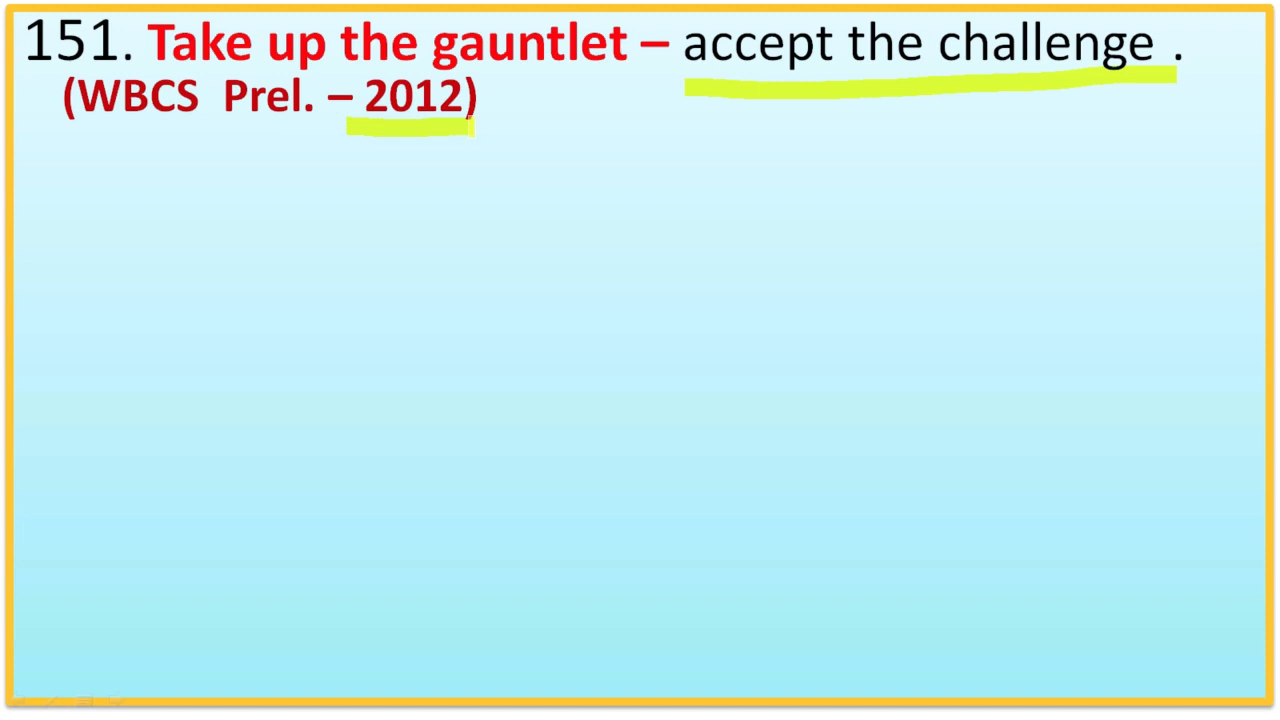 151. Take up the gauntlet – accept the challenge .
(WBCS Prel. – 2012)